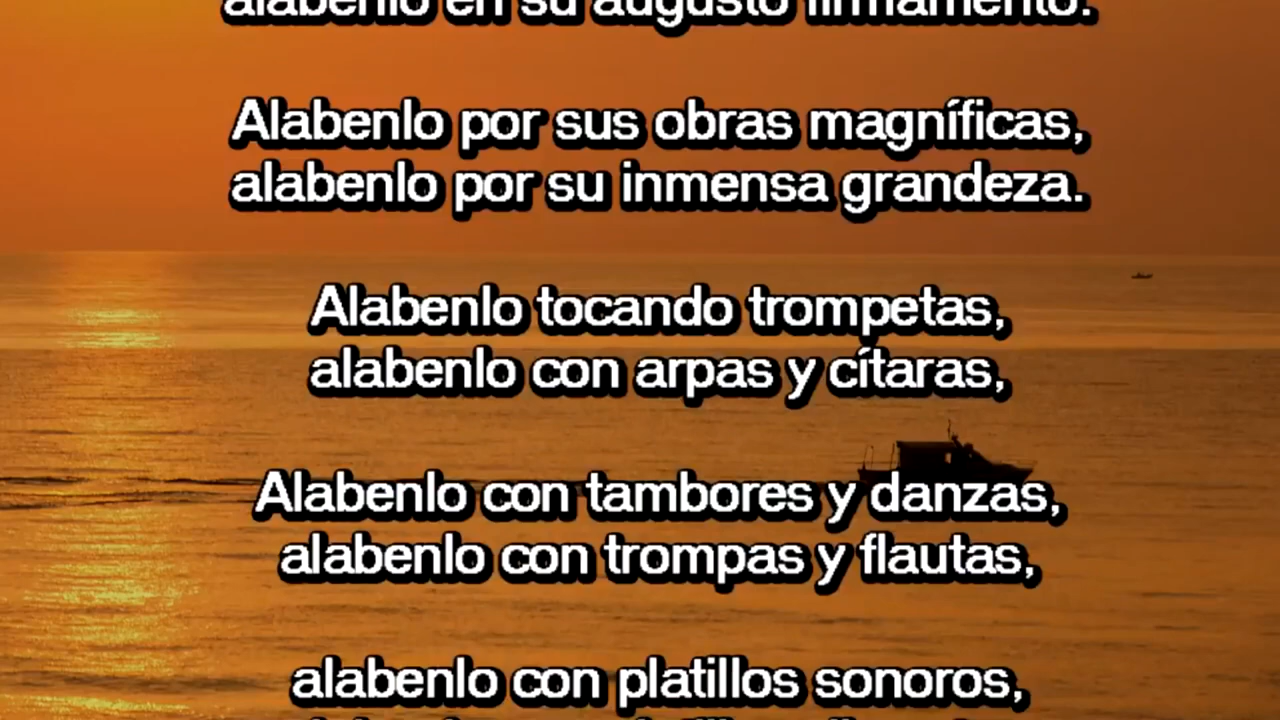 alabenlo en su augusto firmamento.
Alabenlo por sus obras magníficas,
alabenlo por su inmensa grandeza.
Alabenlo tocando trompetas,
alabenlo con arpas y cítaras,
Alabenlo con tambores y danzas,
alabenlo con trompas y flautas,
alabenlo con platillos sonoros,